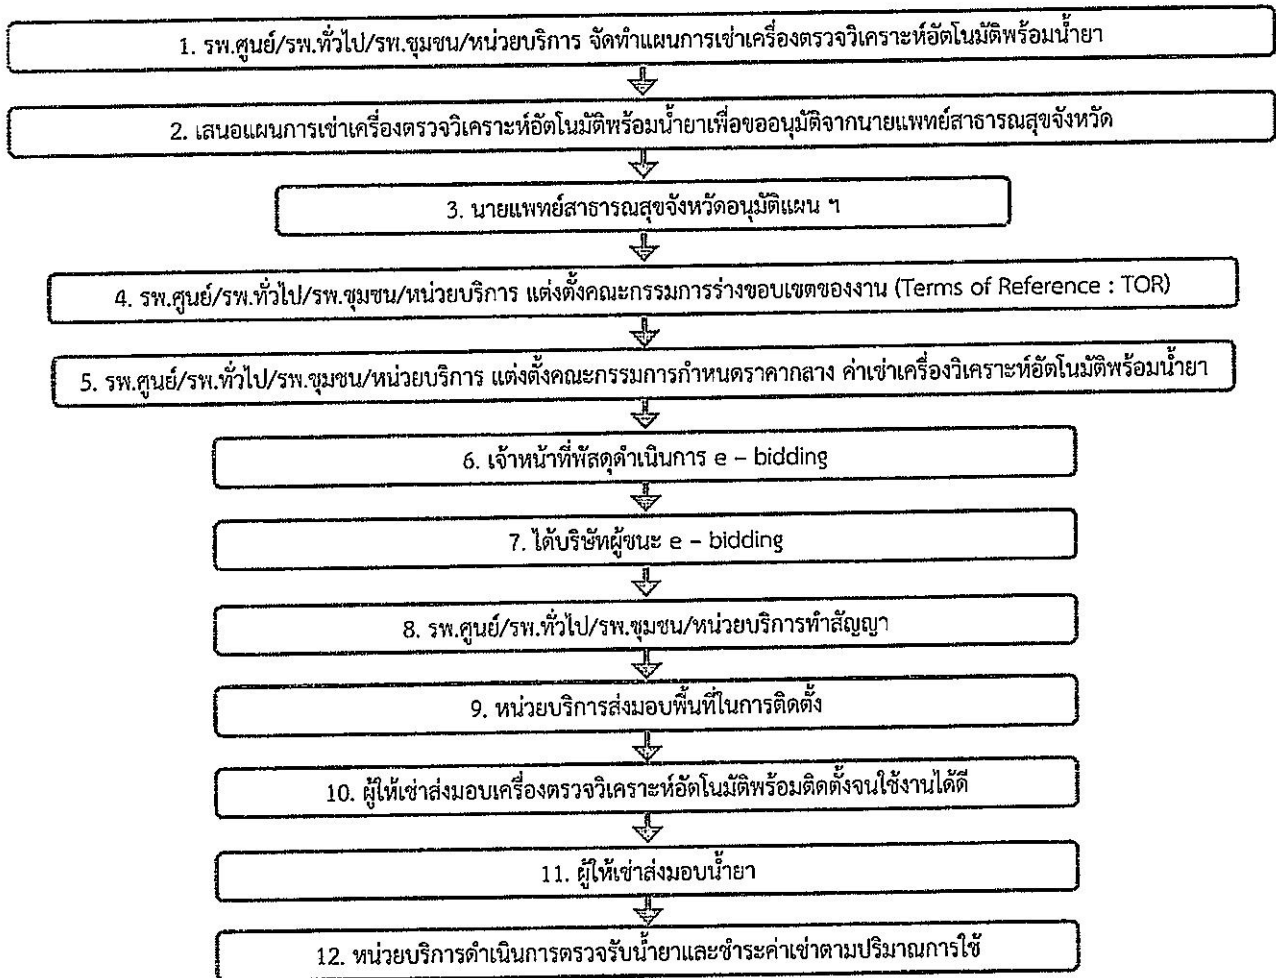 1. รพ.ศูนย์/รพ.ทั่วไป/รพ.ชุมชน/หน่วยบริการ จัดทำแผนการเช่าเครื่องตรวจวิเคราะห์อัตโนมัติพร้อมน้ำยา
2. เสนอแผนการเช่าเครื่องตรวจวิเคราะห์อัตโนมัติพร้อมน้ำยาเพื่อขออนุมัติจากนายแพทย์สาธารณสุขจังหวัด
3. นายแพทย์สาธารณสุขจังหวัดอนุมัติแผน ฯ
4. รพ.ศูนย์/รพ.ทั่วไป/รพ.ชุมชน/หน่วยบริการ แต่งตั้งคณะกรรมการร่างขอบเขตของงาน (Terms of Reference : TOR)
5. รพ.ศูนย์/รพ.ทั่วไป/รพ.ชุมชน/หน่วยบริการ แต่งตั้งคณะกรรมการกำหนดราคากลาง ค่าเช่าเครื่องวิเคราะห์อัตโนมัติพร้อมน้ำยา
6. เจ้าหน้าที่พัสดุดำเนินการ e – bidding
7. ได้บริษัทผู้ชนะ e – bidding
8. รพ.ศูนย์/รพ.ทั่วไป/รพ.ชุมชน/หน่วยบริการทำสัญญา
9. หน่วยบริการส่งมอบพื้นที่ในการติดตั้ง
10. ผู้ให้เช่าส่งมอบเครื่องตรวจวิเคราะห์อัตโนมัติพร้อมติดตั้งจนใช้งานได้ดี
11. ผู้ให้เช่าส่งมอบน้ำยา
12. หน่วยบริการดำเนินการตรวจรับน้ำยาและชำระค่าเช่าตามปริมาณการใช้